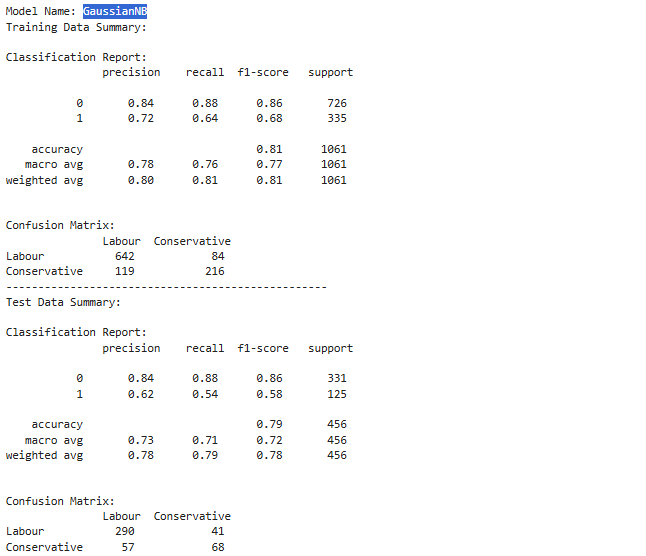 Model Name: GaussianNB
Training Data Summary:
Classification Report:
precision recall f1-score support
0 0.84 0.88 0.86 726
1 0.72 0.64 0.68 335
accuracy 0.81 1061
macro avg 0.78 0.76 0.77 1061
weighted avg 0.80 0.81 0.81 1061
Confusion Matrix:
Labour Conservative
Labour 642 84
Conservative 119 216
--------------------------------------------------
Test Data Summary:
Classification Report:
precision recall f1-score support
0 0.84 0.88 0.86 331
1 0.62 0.54 0.58 125
accuracy 0.79 456
macro avg 0.73 0.71 0.72 456
weighted avg 0.78 0.79 0.78 456
Confusion Matrix:
Labour Conservative
Labour 290 41
Conservative 57 68